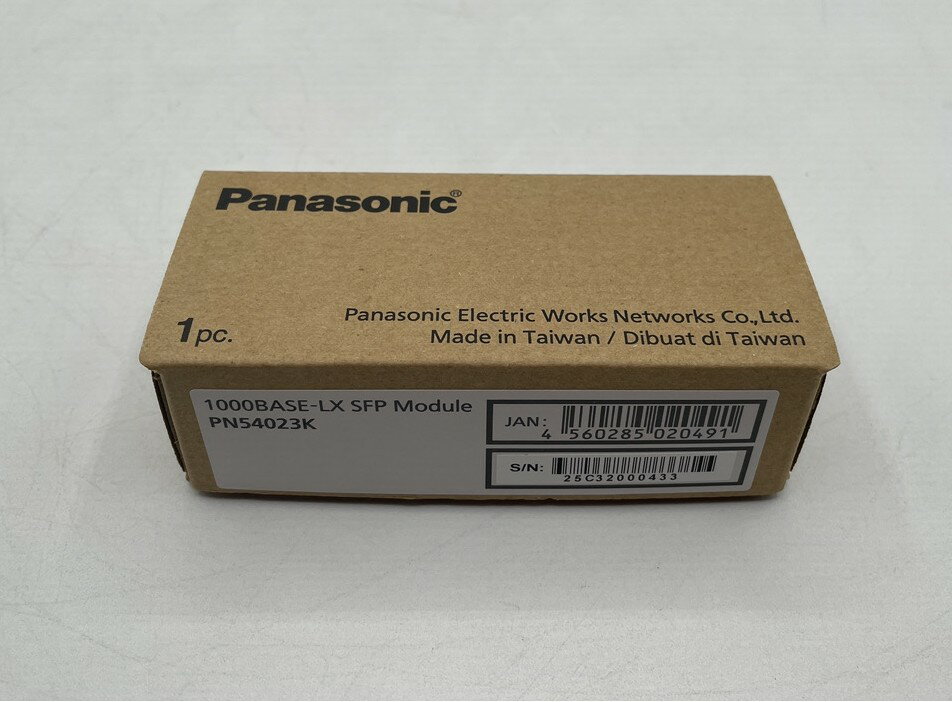 Panasonic®
1pc.
Panasonic Electric Works Networks Co.,Ltd.
Made in Taiwan / Dibuat di Taiwan
1000BASE-LX SFP Module
PN54023K
JAN:
4 560285 020491
S/N:
25C32000433